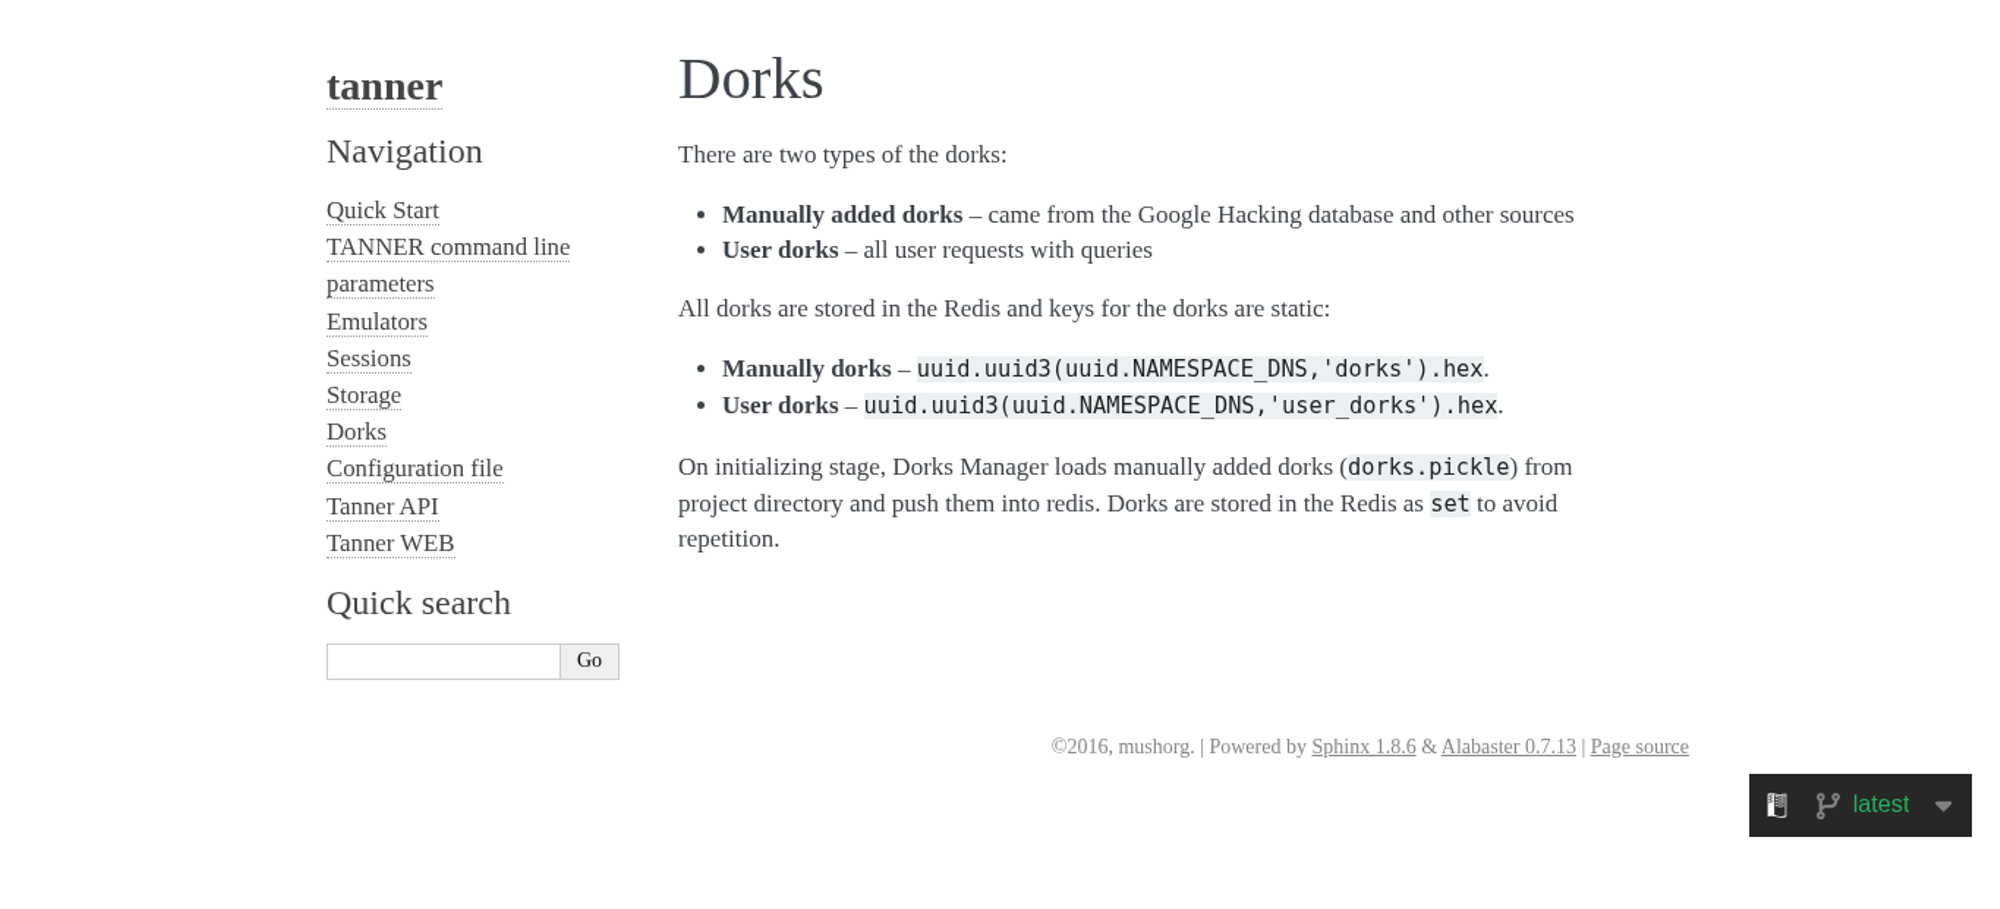 tanner
Navigation
Quick Start
TANNER command line
parameters
Emulators
Sessions
Storage
Dorks
Configuration file
Tanner API
Tanner WEB
Quick search
Go
Dorks
There are two types of the dorks:
• Manually added dorks – came from the Google Hacking database and other sources
• User dorks – all user requests with queries
All dorks are stored in the Redis and keys for the dorks are static:
• Manually dorks – uuid.uuid3(uuid.NAMESPACE_DNS,'dorks').hex.
• User dorks – uuid.uuid3(uuid.NAMESPACE_DNS,'user_dorks').hex.
On initializing stage, Dorks Manager loads manually added dorks (dorks.pickle) from
project directory and push them into redis. Dorks are stored in the Redis as set to avoid
repetition.
©2016, mushorg. | Powered by Sphinx 1.8.6 & Alabaster 0.7.13 | Page source
latest